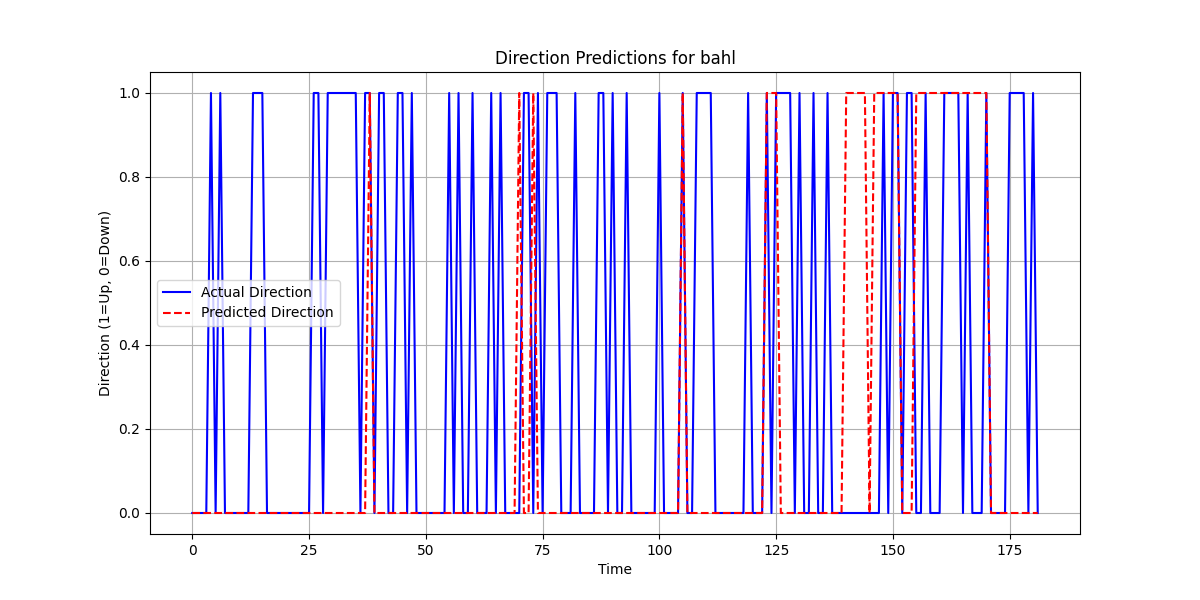 Direction Predictions for bahl
Direction (1=Up, 0=Down)
1.0
0.8
0.6
0.4
0.2
0.0
Actual Direction
Predicted Direction
0 25 50 75 100 125 150 175
Time